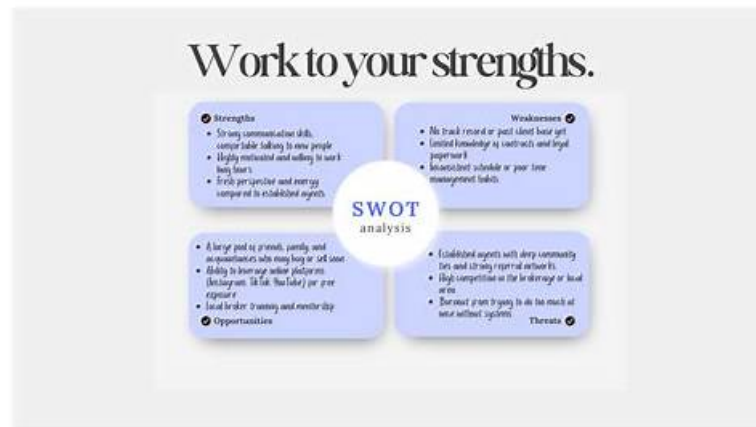 Work to your strengths.
Strengths
• Strong communication skills,
comfortable talking to new people
• Highly motivated and willing to work
long hours
• Fresh perspective and energy
compared to established agents
Weaknesses
• No track record or past client base yet
• Limited knowledge of contracts and legal
paperwork
• Inconsistent schedule or poor time
management habits
SWOT
analysis
• A large pool of friends, family, and
acquaintances who may buy or sell soon
• Ability to leverage online platforms
(Instagram, TikTok, YouTube) for free
exposure
• Local broker training and mentorship
Opportunities
• Established agents with deep community
ties and strong referral networks.
• High competition in the brokerage or local
area.
• Burnout from trying to do too much at
once without systems
Threats